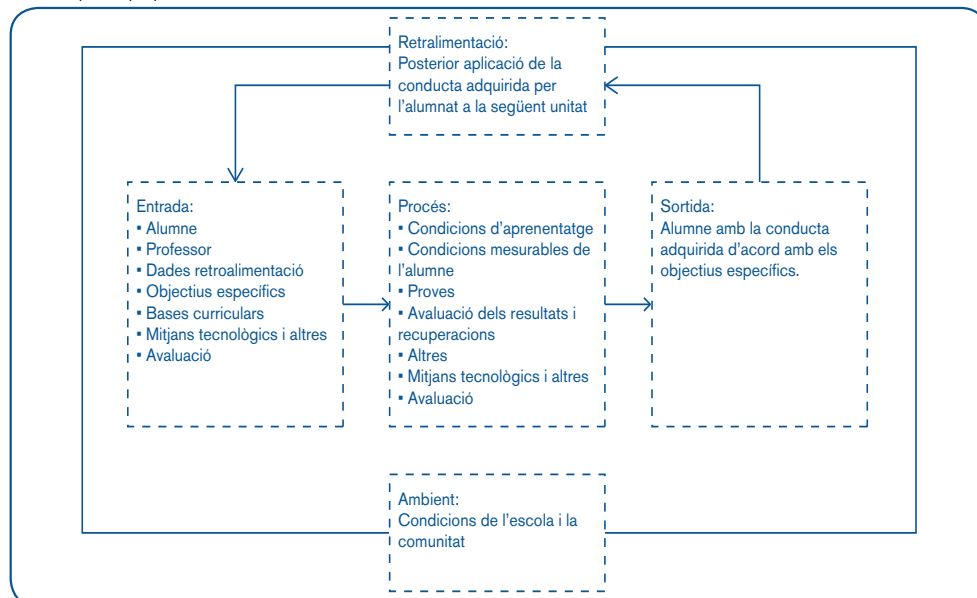 Retralimentació:
Posterior aplicació de la
conducta adquirida per
l'alumnat a la següent unitat
Entrada:
▪ Alumne
▪ Professor
▪ Dades retroalimentació
▪ Objectius específics
▪ Bases curriculars
▪ Mitjans tecnològics i altres
▪ Avaluació
Procés:
▪ Condicions d'aprenentatge
▪ Condicions mesurables de
l'alumne
▪ Proves
▪ Avaluació dels resultats i
recuperacions
▪ Altres
▪ Mitjans tecnològics i altres
▪ Avaluació
Sortida:
Alumne amb la conducta
adquirida d'acord amb els
objectius específics.
Ambient:
Condicions de l'escola i la
comunitat